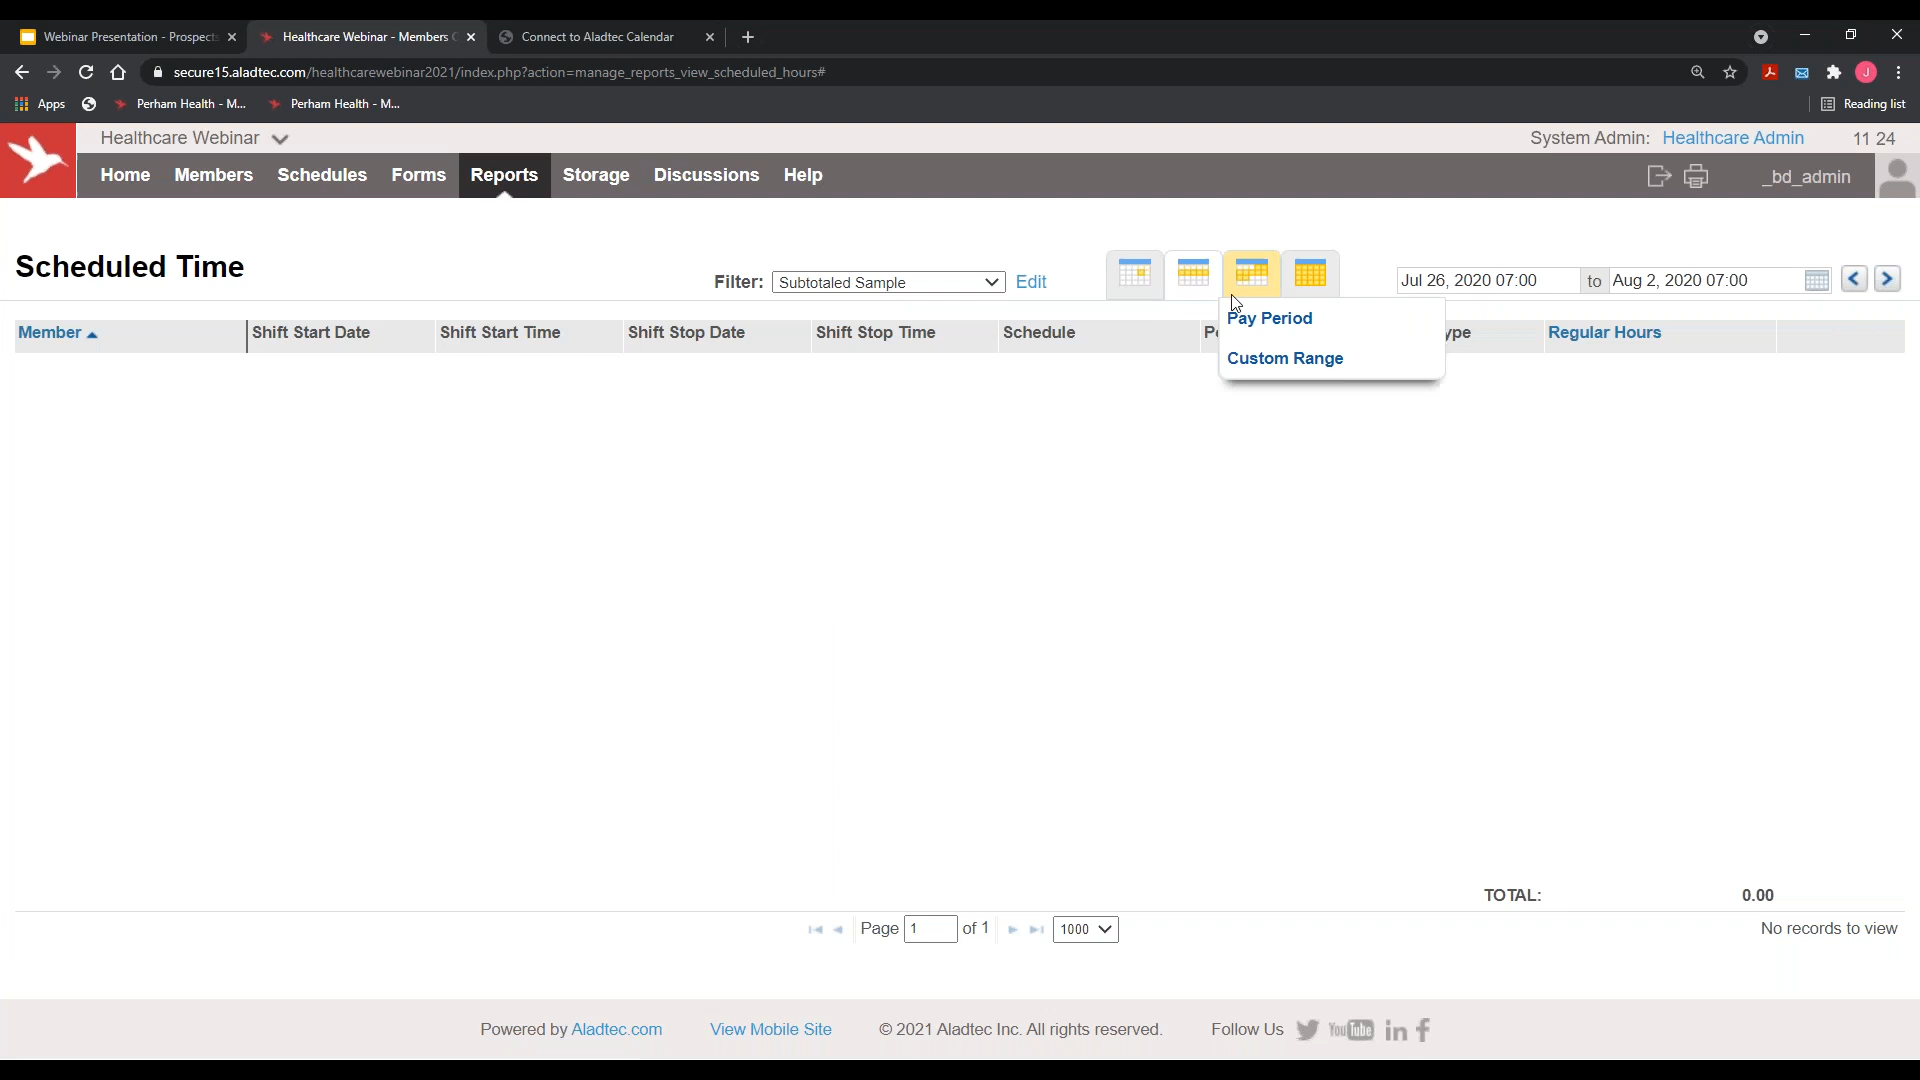 Webinar Presentation - Prospects
Healthcare Webinar - Members C
Connect to Aladtec Calendar
secure15.aladtec.com/healthcarewebinar2021/index.php?action=manage_reports_view_scheduled_hours#
J
Apps
Perham Health - M...
Perham Health - M...
Reading list
Healthcare Webinar
System Admin: Healthcare Admin
11 24
Home
Members
Schedules
Forms
Reports
Storage
Discussions
Help
_bd_admin
Scheduled Time
Filter: Subtotaled Sample Edit
Jul 26, 2020 07:00 to Aug 2, 2020 07:00
Pay Period
Custom Range
Member
Shift Start Date
Shift Start Time
Shift Stop Date
Shift Stop Time
Schedule
Regular Hours
TOTAL: 0.00
Page 1 of 1
1000
No records to view
Powered by Aladtec.com
View Mobile Site
© 2021 Aladtec Inc. All rights reserved.
Follow Us
YouTube
in
f